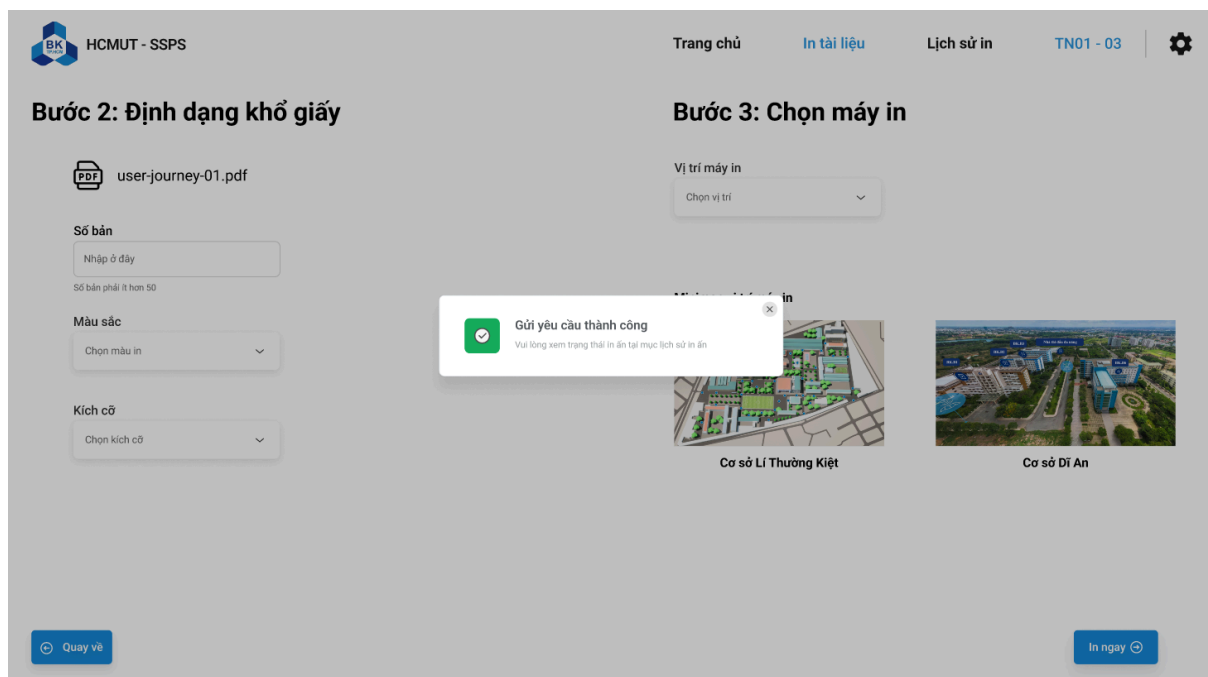 BK
TP.HCM
HCMUT - SSPS
Trang chủ
In tài liệu
Lịch sử in
TN01 - 03
Bước 2: Định dạng khổ giấy
PDF
user-journey-01.pdf
Số bản
Nhập ở đây
Số bản phải ít hơn 50
Màu sắc
Chọn màu in
Kích cỡ
Chọn kích cỡ
Bước 3: Chọn máy in
Vị trí máy in
Chọn vị trí
in
Gửi yêu cầu thành công
Vui lòng xem trạng thái in ấn tại mục lịch sử in ấn
Cơ sở Lí Thường Kiệt
Cơ sở Dĩ An
Quay về
In ngay